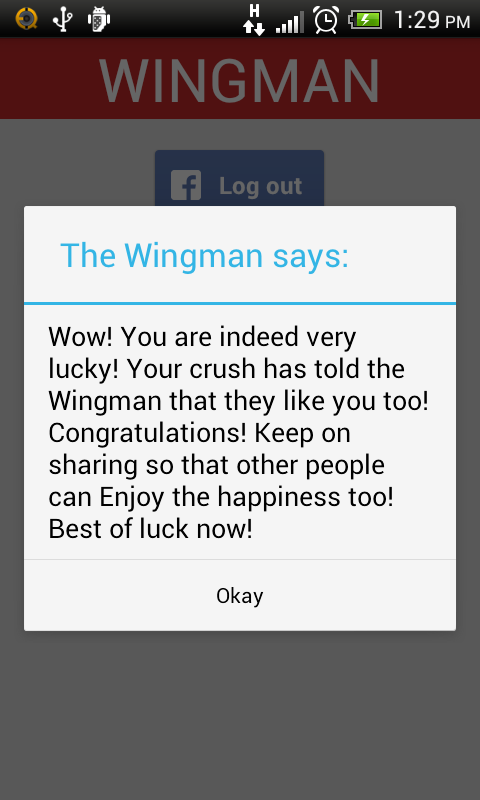 H
1:29 PM
WINGMAN
f Log out
The Wingman says:
Wow! You are indeed very
lucky! Your crush has told the
Wingman that they like you too!
Congratulations! Keep on
sharing so that other people
can Enjoy the happiness too!
Best of luck now!
Okay